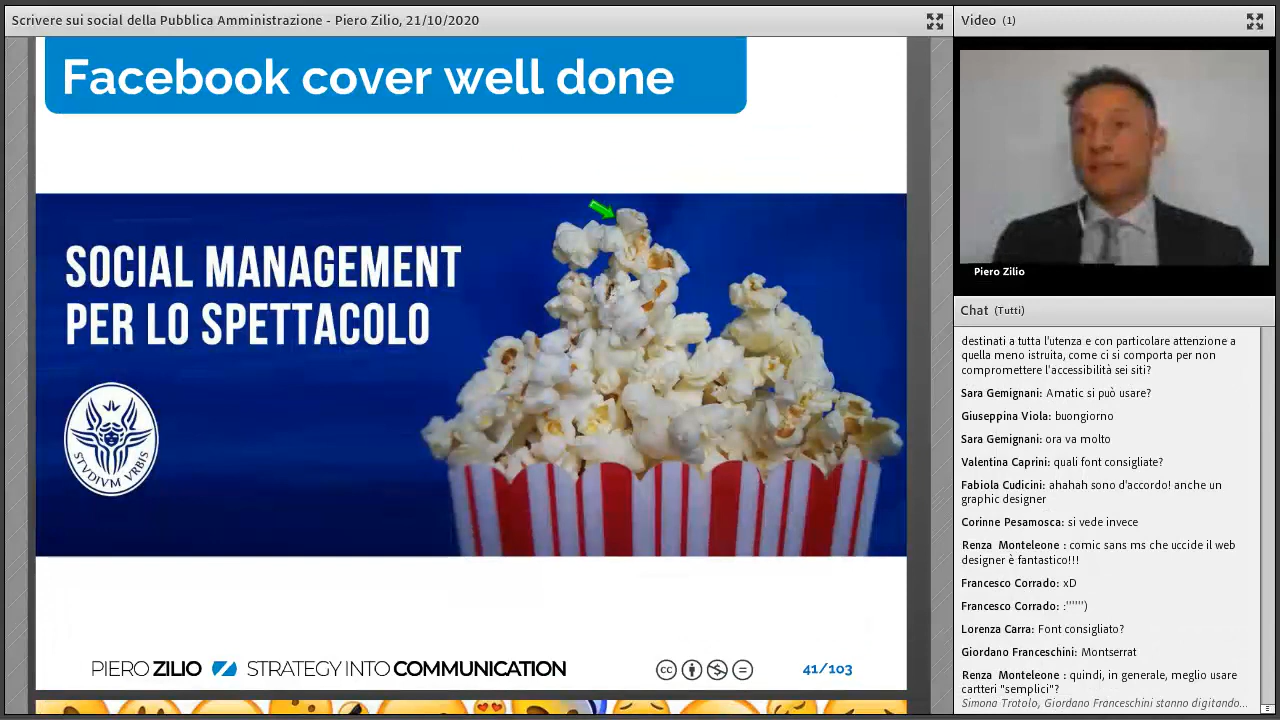 Scrivere sui social della Pubblica Amministrazione - Piero Zilio, 21/10/2020
Facebook cover well done
SOCIAL MANAGEMENT
PER LO SPETTACOLO
STVDIVM VRBIS
PIERO ZILIO STRATEGY INTO COMMUNICATION
cc
41/103
Video (1)
Piero Zilio
Chat (Tutti)
destinati a tutta l'utenza e con particolare attenzione a
quella meno istruita, come ci si comporta per non
compromettere l'accessibilità sei siti?
Sara Gemignani: Amatic si può usare?
Giuseppina Viola: buongiorno
Sara Gemignani: ora va molto
Valentina Caprini: quali font consigliate?
Fabiola Cudicini: ahahah sono d'accordo! anche un
graphic designer
Corinne Pesamosca: si vede invece
Renza Monteleone : comic sans ms che uccide il web
designer è fantastico!!!
Francesco Corrado: xD
Francesco Corrado: :'''''')
Lorenza Carra: Font consigliato?
Giordano Franceschini: Montserrat
Renza Monteleone : quindi, in generale, meglio usare
cartteri "semplici"?
Simona Trotolo, Giordano Franceschini stanno digitando...